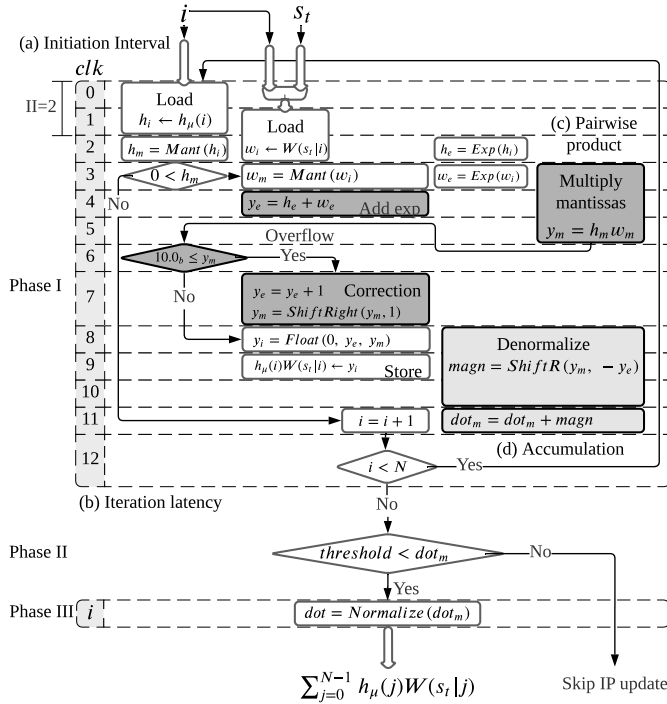 i s_t
(a) Initiation Interval
clk
0
II=2
Load
h_i ← h_μ(i)
1
Load
w_i ← W(s_t|i)
(c) Pairwise
product
2
h_m = Mant(h_i)
h_e = Exp(h_i)
3
0 < h_m
w_m = Mant(w_i)
w_e = Exp(w_i)
Multiply
mantissas
y_m = h_m w_m
No
4
y_e = h_e + w_e
Add exp
5
Overflow
6
10.0_b ≤ y_m
Yes
Phase I
7
No
y_e = y_e + 1
Correction
y_m = ShiftRight(y_m, 1)
8
y_i = Float(0, y_e, y_m)
Denormalize
magn = ShiftR(y_m, − y_e)
9
h_μ(i)W(s_t|i) ← y_i
Store
10
11
i = i + 1
dot_m = dot_m + magn
(d) Accumulation
12
i < N
Yes
(b) Iteration latency
No
Phase II
threshold < dot_m
No
Yes
Phase III
i
dot = Normalize(dot_m)
∑_{j=0}^{N−1} h_μ(j)W(s_t|j)
Skip IP update